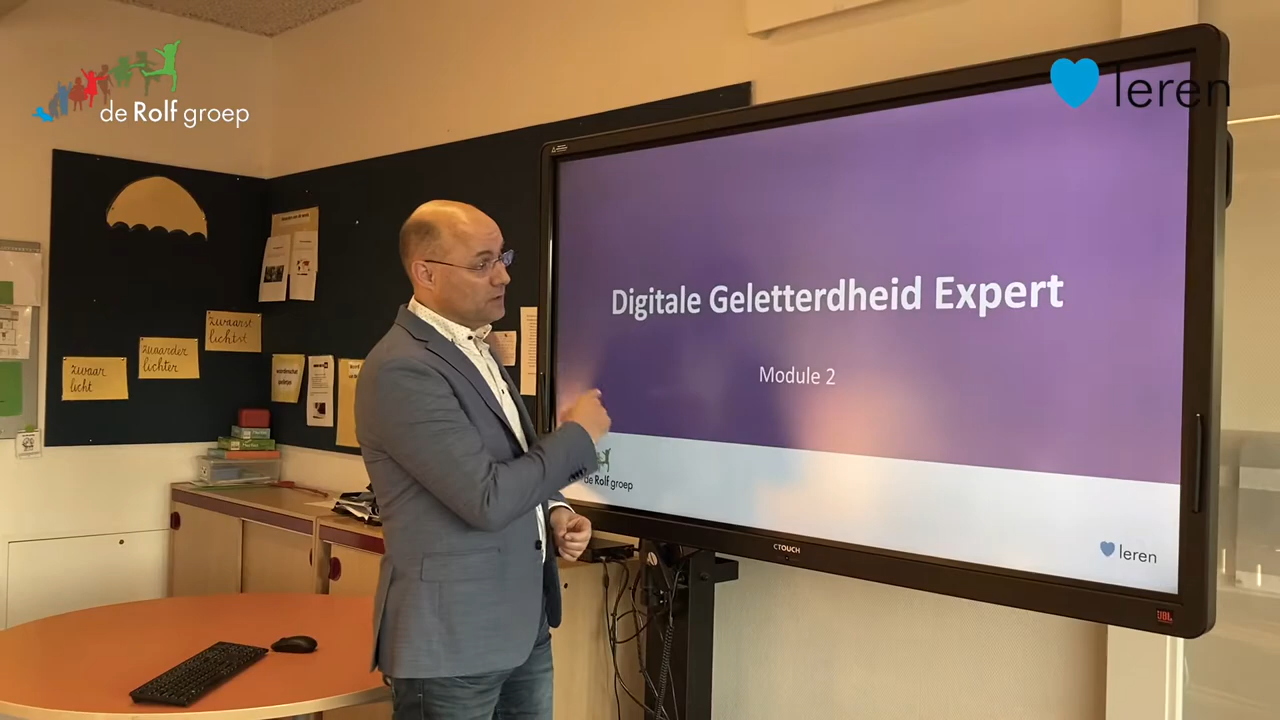 de Rolf groep
leren
Digitale Geletterdheid Expert
Module 2
de Rolf groep
leren
CTOUCH
JBL
zwaar
licht
zwaarder
lichter
zwaarst
lichtst